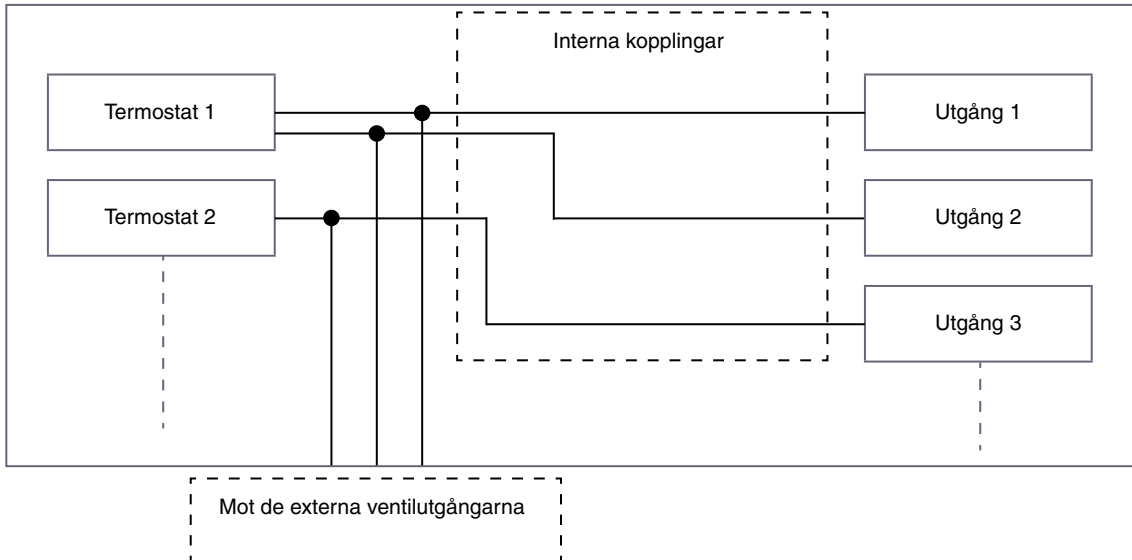 Interna kopplingar
Termostat 1
Utgång 1
Termostat 2
Utgång 2
Utgång 3
Mot de externa ventilutgångarna